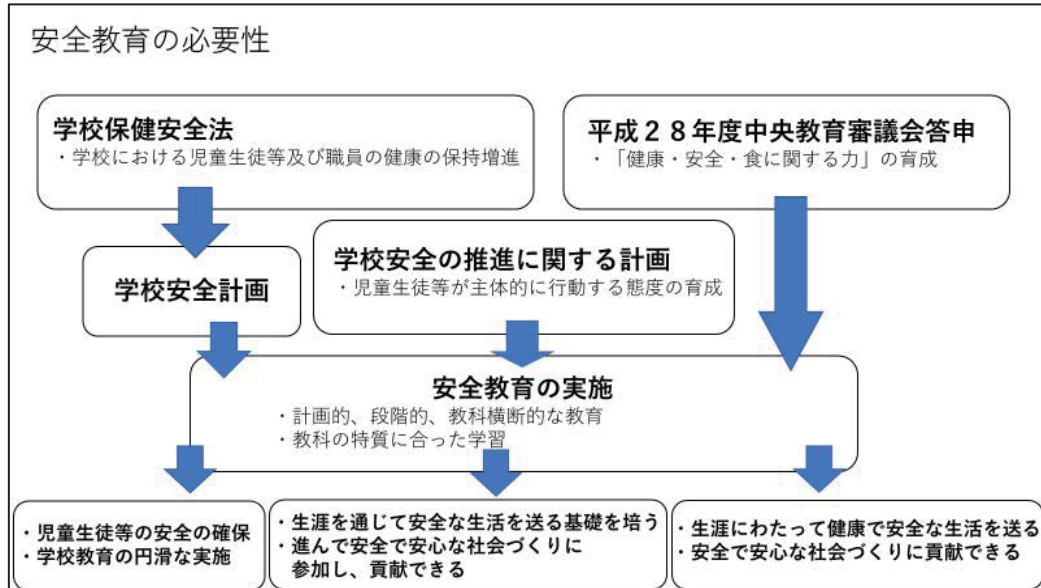 安全教育の必要性
学校保健安全法
・学校における児童生徒等及び職員の健康の保持増進
平成２８年度中央教育審議会答申
・「健康・安全・食に関する力」の育成
学校安全計画
学校安全の推進に関する計画
・児童生徒等が主体的に行動する態度の育成
安全教育の実施
・計画的、段階的、教科横断的な教育
・教科の特質に合った学習
・児童生徒等の安全の確保
・学校教育の円滑な実施
・生涯を通じて安全な生活を送る基礎を培う
・進んで安全で安心な社会づくりに
参加し、貢献できる
・生涯にわたって健康で安全な生活を送る
・安全で安心な社会づくりに貢献できる